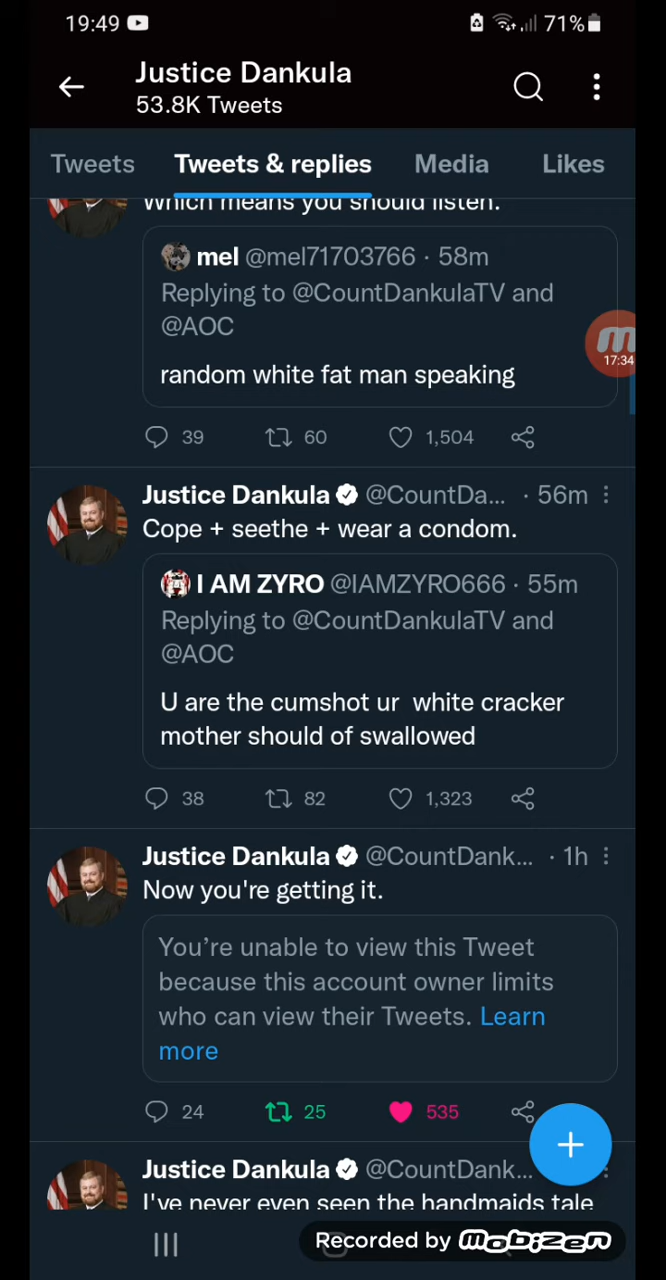 19:49
71%
Justice Dankula
53.8K Tweets
Tweets
Tweets & replies
Media
Likes
Which means you should listen.
mel @mel71703766 · 58m
Replying to @CountDankulaTV and
@AOC
random white fat man speaking
17:34
39
60
1,504
Justice Dankula @CountDa... · 56m
Cope + seethe + wear a condom.
I AM ZYRO @IAMZYRO666 · 55m
Replying to @CountDankulaTV and
@AOC
U are the cumshot ur white cracker
mother should of swallowed
38
82
1,323
Justice Dankula @CountDank... · 1h
Now you're getting it.
You're unable to view this Tweet
because this account owner limits
who can view their Tweets. Learn
more
24
25
535
Justice Dankula @CountDank...
I've never even seen the handmaids tale
Recorded by mobizen